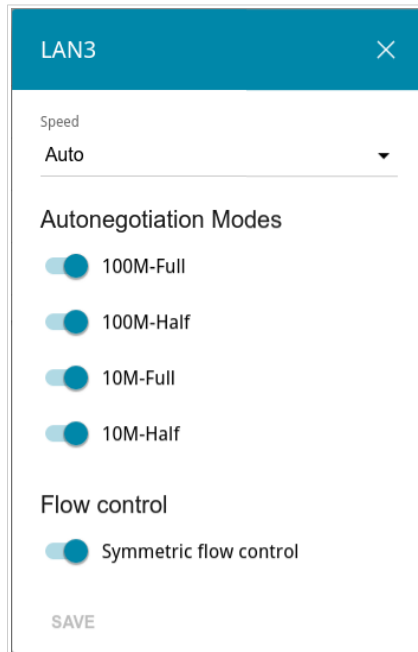 LAN3
Speed
Auto
Autonegotiation Modes
100M-Full
100M-Half
10M-Full
10M-Half
Flow control
Symmetric flow control
SAVE